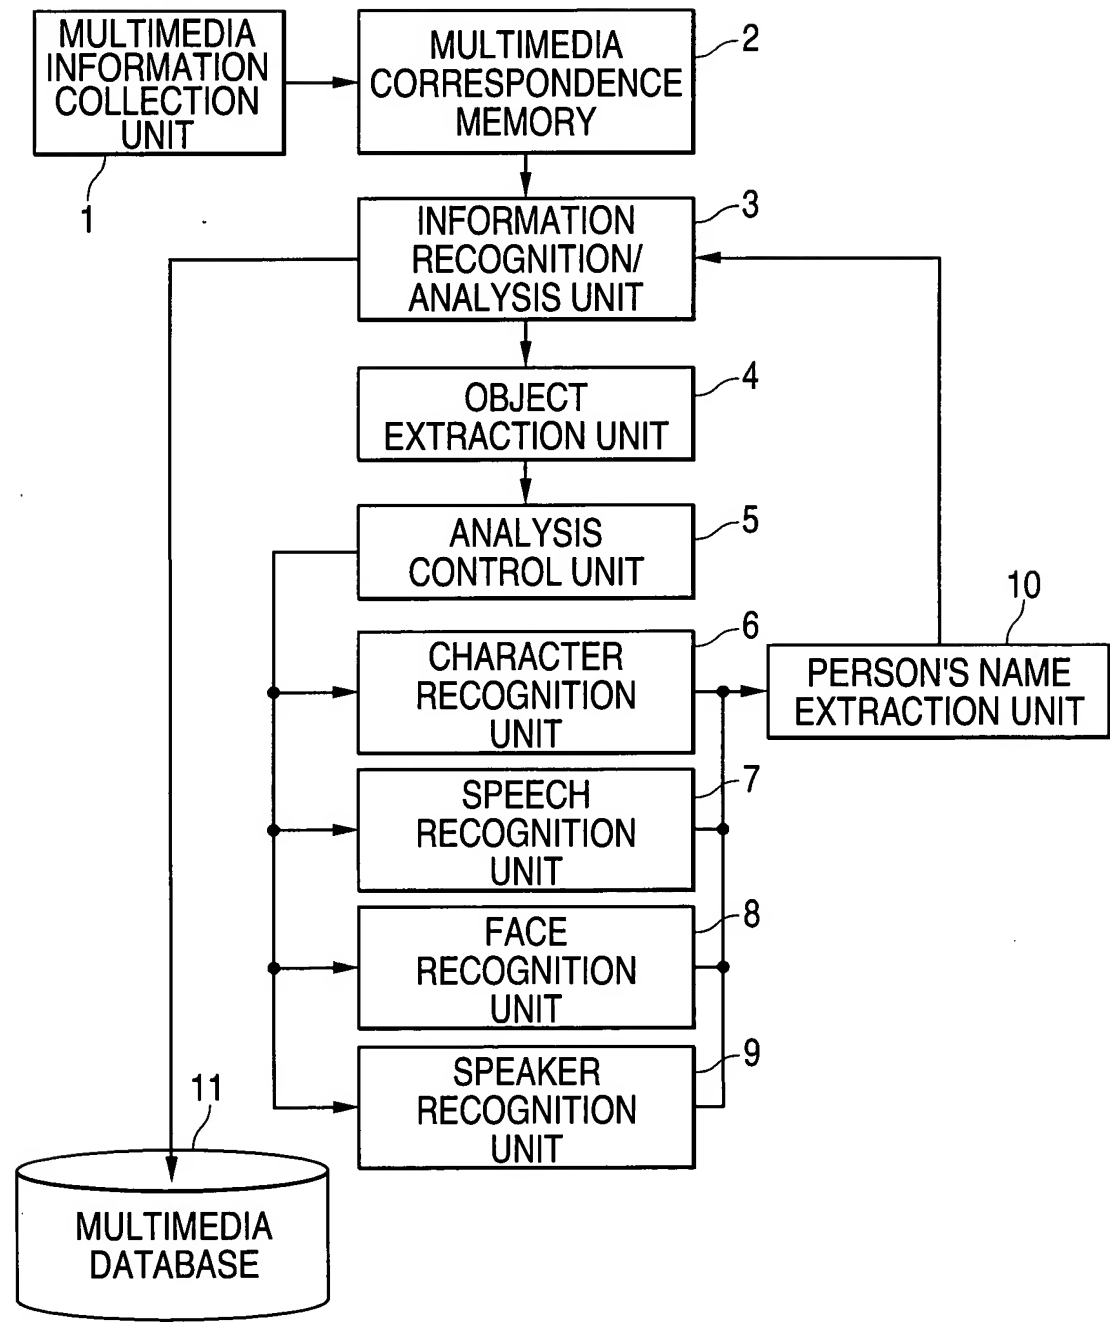 MULTIMEDIA
INFORMATION
COLLECTION
UNIT
1
MULTIMEDIA
CORRESPONDENCE
MEMORY
2
INFORMATION
RECOGNITION/
ANALYSIS UNIT
3
OBJECT
EXTRACTION UNIT
4
ANALYSIS
CONTROL UNIT
5
CHARACTER
RECOGNITION
UNIT
6
PERSON'S NAME
EXTRACTION UNIT
10
SPEECH
RECOGNITION
UNIT
7
FACE
RECOGNITION
UNIT
8
SPEAKER
RECOGNITION
UNIT
9
11
MULTIMEDIA
DATABASE